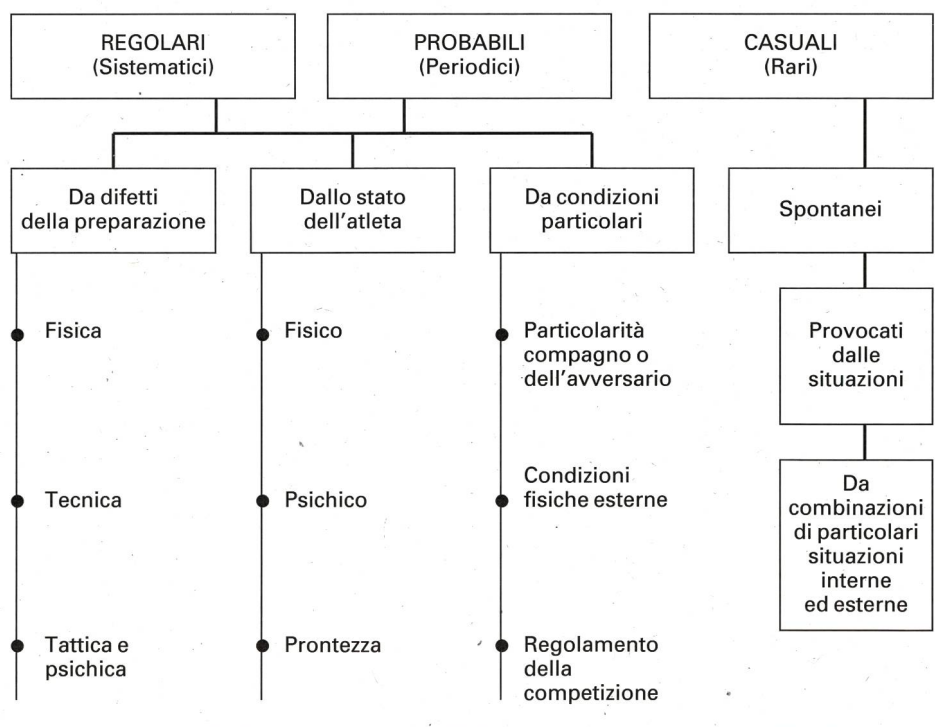 REGOLARI
(Sistematici)
PROBABILI
(Periodici)
CASUALI
(Rari)
Da difetti
della preparazione
Dallo stato
dell'atleta
Da condizioni
particolari
Spontanei
Fisica
Tecnica
Tattica e
psichica
Fisico
Psichico
Prontezza
Particolarità
compagno o
dell'avversario
Condizioni
fisiche esterne
Regolamento
della
competizione
Provocati
dalle
situazioni
Da
combinazioni
di particolari
situazioni
interne
ed esterne